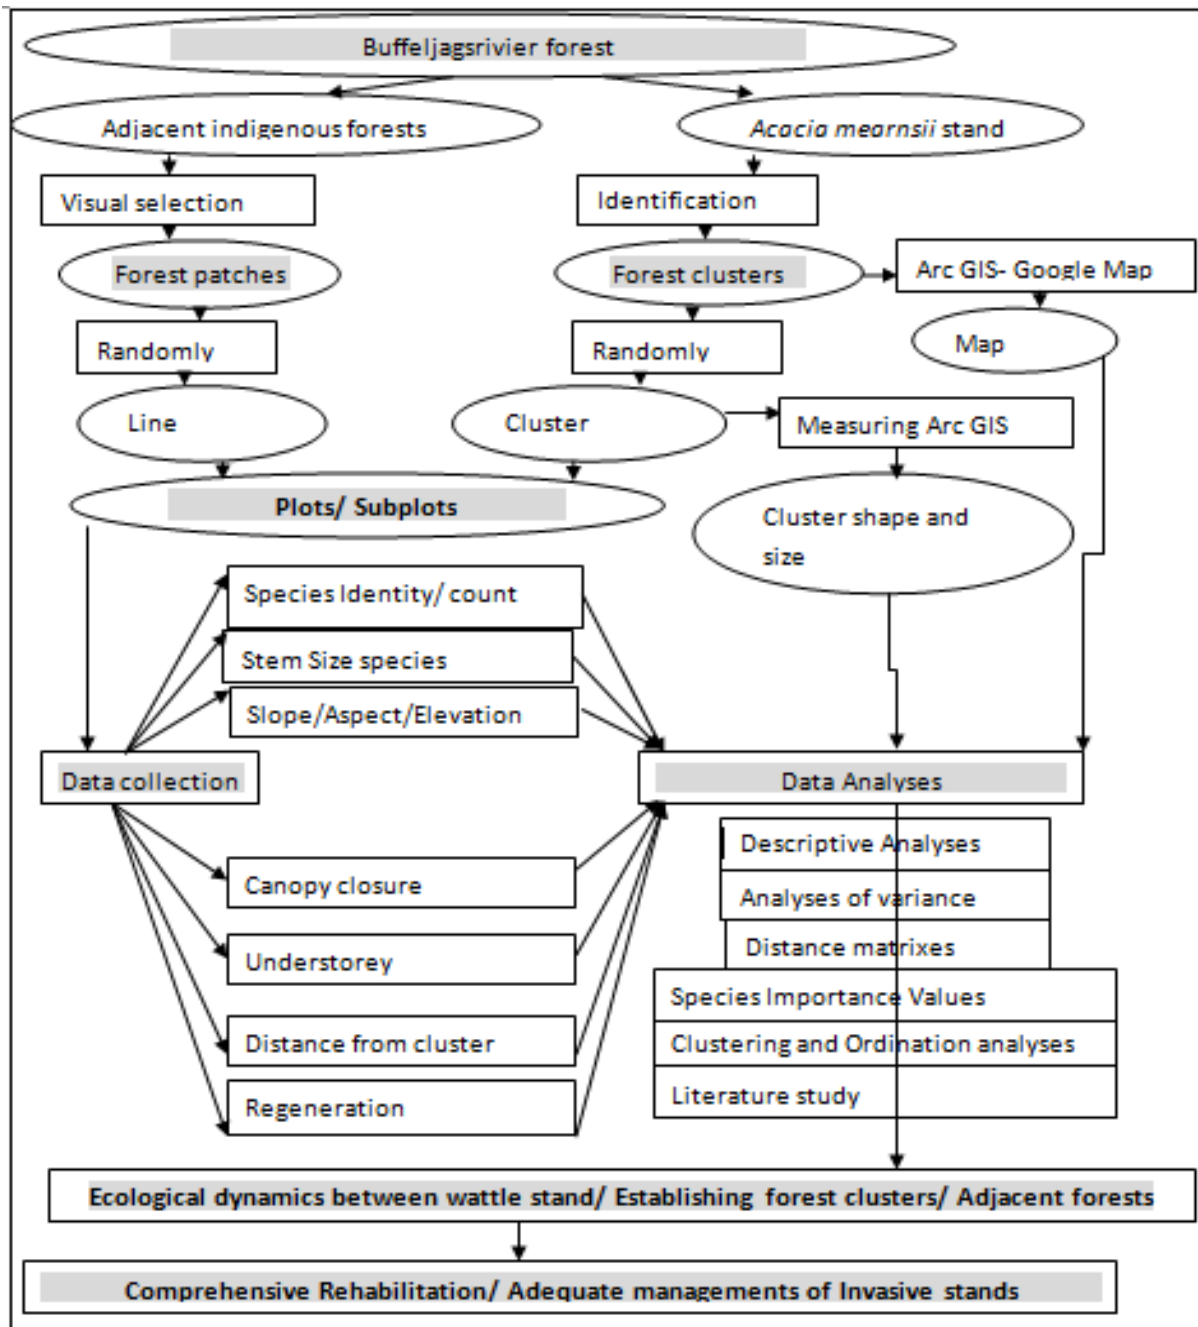 Buffeljagsrivier forest
Adjacent indigenous forests
Acacia mearnsii stand
Visual selection
Identification
Forest patches
Forest clusters
Arc GIS- Google Map
Randomly
Randomly
Map
Line
Cluster
Measuring Arc GIS
Plots/ Subplots
Cluster shape and
size
Species Identity/ count
Stem Size species
Slope/Aspect/Elevation
Data collection
Data Analyses
Descriptive Analyses
Canopy closure
Analyses of variance
Understorey
Distance matrixes
Species Importance Values
Distance from cluster
Clustering and Ordination analyses
Regeneration
Literature study
Ecological dynamics between wattle stand/ Establishing forest clusters/ Adjacent forests
Comprehensive Rehabilitation/ Adequate managements of Invasive stands